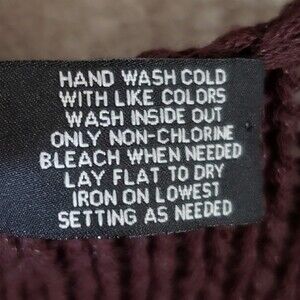 HAND WASH COLD
WITH LIKE COLORS
WASH INSIDE OUT
ONLY NON-CHLORINE
BLEACH WHEN NEEDED
LAY FLAT TO DRY
IRON ON LOWEST
SETTING AS NEEDED